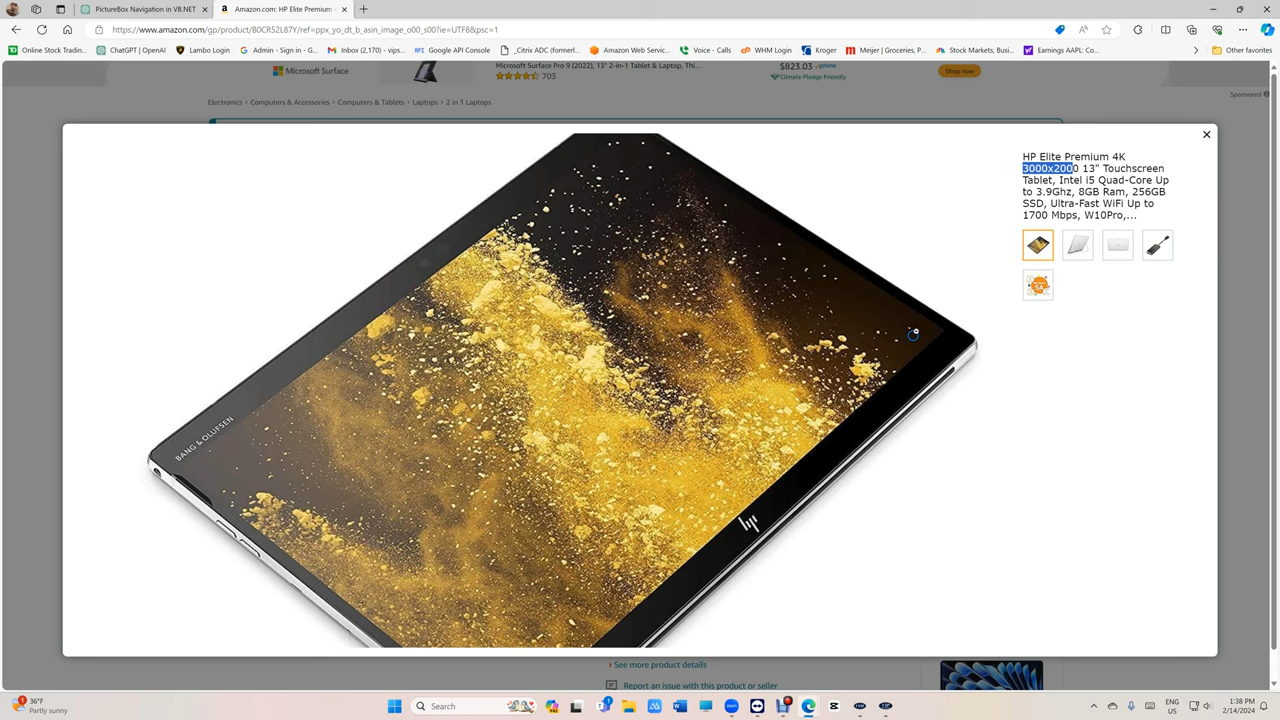 PictureBox Navigation in VB.NET
Amazon.com: HP Elite Premium 4
https://www.amazon.com/gp/product/B0CR52L87Y/ref=ppx_yo_dt_b_asin_image_o00_s00?ie=UTF8&psc=1
Online Stock Tradin...
ChatGPT | OpenAI
Lambo Login
Admin - Sign in - G...
Inbox (2,170) - vips...
Google API Console
_.Citrix ADC (formerl...
Amazon Web Servic...
Voice - Calls
WHM Login
Kroger
Meijer | Groceries, P...
Stock Markets, Busi...
Earnings AAPL: Co...
Other favorites
Microsoft Surface
Microsoft Surface Pro 9 (2022), 13" 2-in-1 Tablet & Laptop, Thi...
703
$823.03 prime
Climate Pledge Friendly
Shop now
Sponsored
Electronics › Computers & Accessories › Computers & Tablets › Laptops › 2 in 1 Laptops
HP Elite Premium 4K
3000x2000 13" Touchscreen
Tablet, Intel i5 Quad-Core Up
to 3.9Ghz, 8GB Ram, 256GB
SSD, Ultra-Fast WiFi Up to
1700 Mbps, W10Pro,...
BANG & OLUFSEN
hp
› See more product details
Report an issue with this product or seller
1
36°F
Partly sunny
Search
ENG
US
1:38 PM
2/14/2024